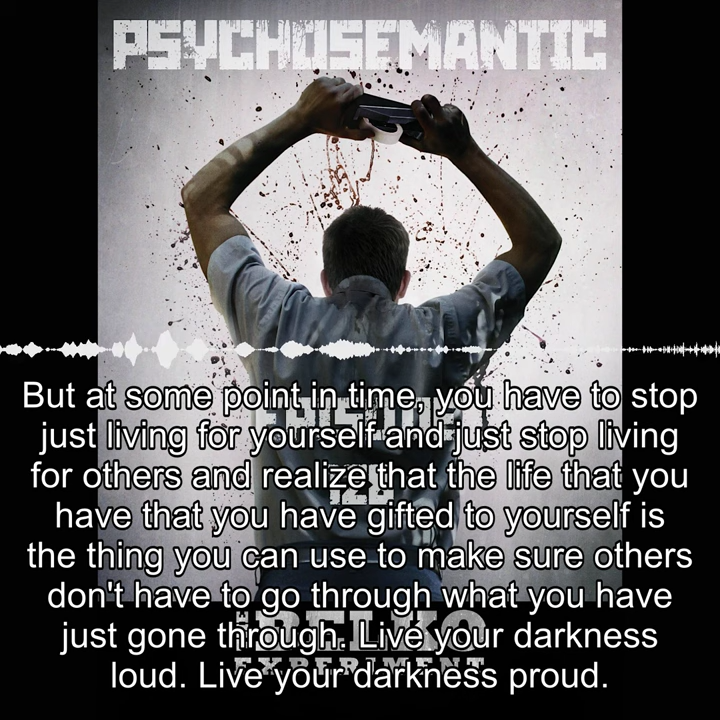 PSYCHOSEMANTIC
But at some point in time, you have to stop
just living for yourself and just stop living
for others and realize that the life that you
have that you have gifted to yourself is
the thing you can use to make sure others
don't have to go through what you have
just gone through. Live your darkness
loud. Live your darkness proud.
THE BELKO
EXPERIMENT